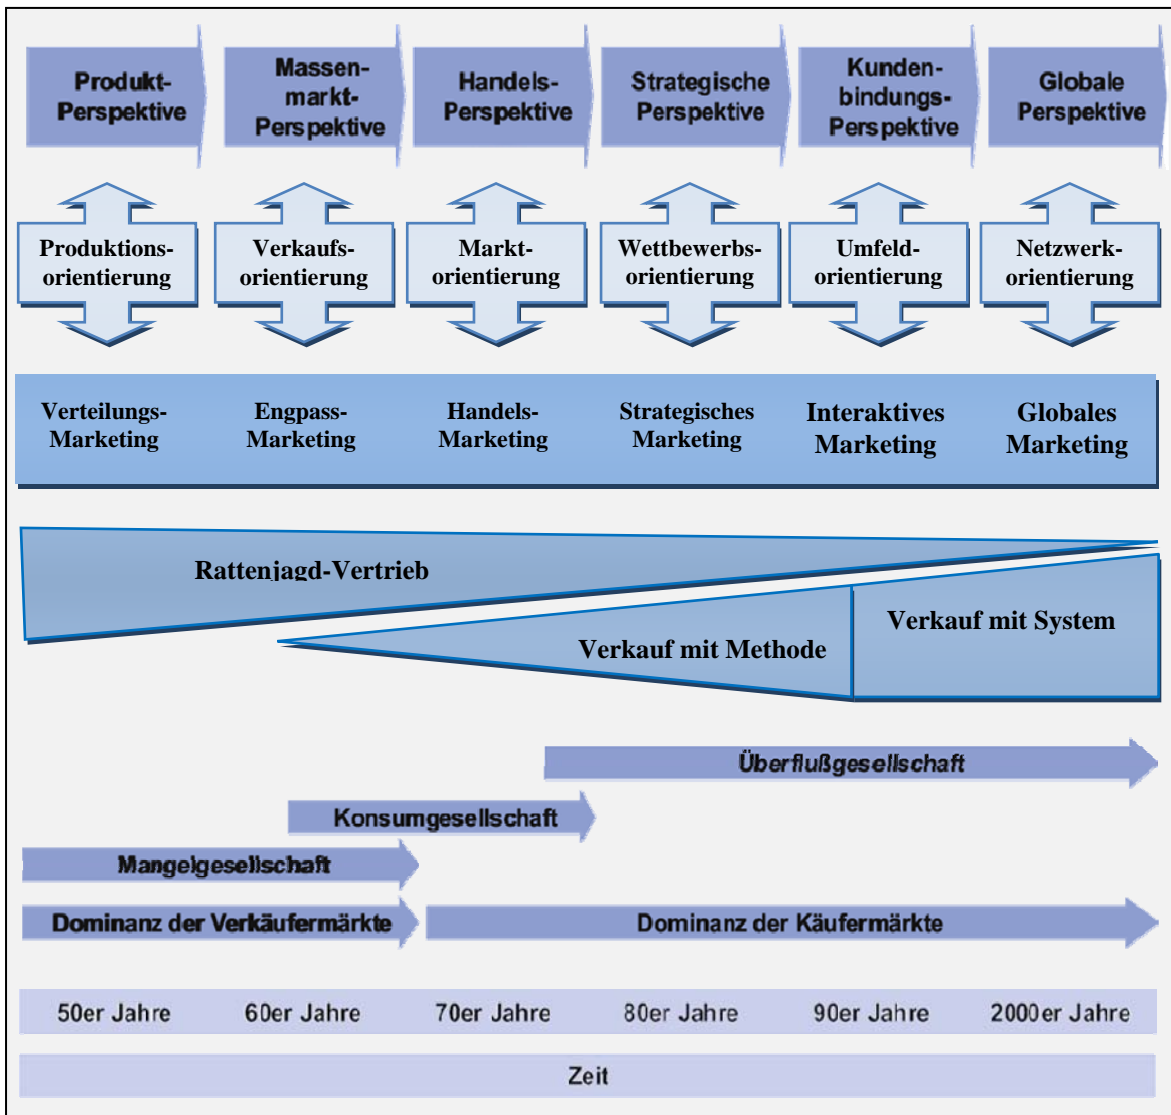 Produkt-
Perspektive
Massen-
markt-
Perspektive
Handels-
Perspektive
Strategische
Perspektive
Kunden-
bindungs-
Perspektive
Globale
Perspektive
Produktions-
orientierung
Verkaufs-
orientierung
Markt-
orientierung
Wettbewerbs-
orientierung
Umfeld-
orientierung
Netzwerk-
orientierung
Verteilungs-
Marketing
Engpass-
Marketing
Handels-
Marketing
Strategisches
Marketing
Interaktives
Marketing
Globales
Marketing
Rattenjagd-Vertrieb
Verkauf mit Methode
Verkauf mit System
Überflußgesellschaft
Konsumgesellschaft
Mangelgesellschaft
Dominanz der Verkäufermärkte
Dominanz der Käufermärkte
50er Jahre
60er Jahre
70er Jahre
80er Jahre
90er Jahre
2000er Jahre
Zeit